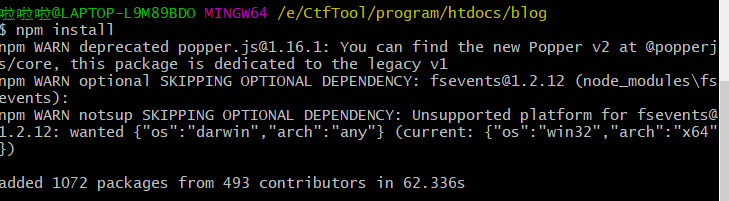 啦啦啦@LAPTOP-L9M89BDO MINGW64 /e/CtfTool/program/htdocs/blog
$ npm install
npm WARN deprecated popper.js@1.16.1: You can find the new Popper v2 at @popperj
s/core, this package is dedicated to the legacy v1
npm WARN optional SKIPPING OPTIONAL DEPENDENCY: fsevents@1.2.12 (node_modules\fs
events):
npm WARN notsup SKIPPING OPTIONAL DEPENDENCY: Unsupported platform for fsevents@
1.2.12: wanted {"os":"darwin","arch":"any"} (current: {"os":"win32","arch":"x64"
})
added 1072 packages from 493 contributors in 62.336s